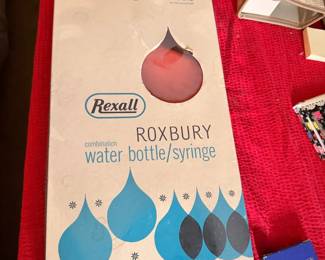 Rexall
ROXBURY
combination
water bottle/syringe